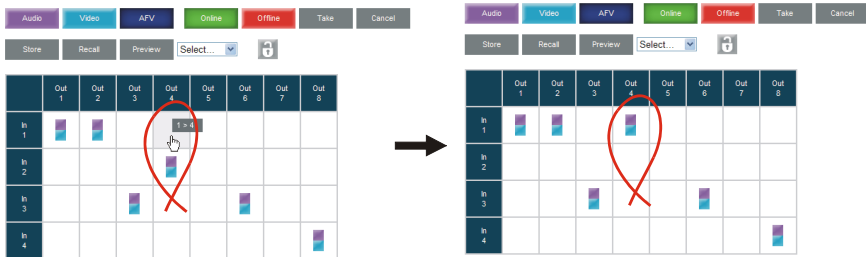 Audio Video AFV Online Offline Take Cancel
Store Recall Preview Select...
Out 1 Out 2 Out 3 Out 4 Out 5 Out 6 Out 7 Out 8
In 1
1 > 4
In 2
In 3
In 4
Audio Video AFV Online Offline Take Cancel
Store Recall Preview Select...
Out 1 Out 2 Out 3 Out 4 Out 5 Out 6 Out 7 Out 8
In 1
In 2
In 3
In 4